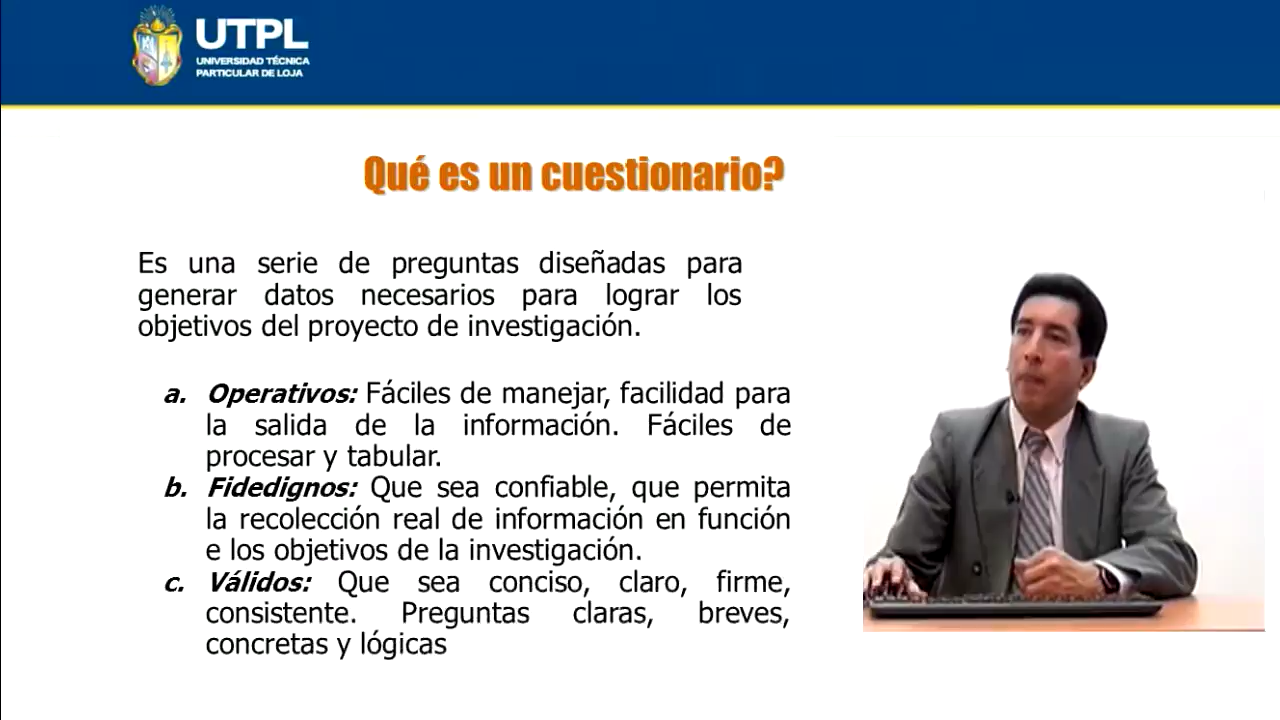 UTPL
UNIVERSIDAD TÉCNICA
PARTICULAR DE LOJA
Qué es un cuestionario?
Es una serie de preguntas diseñadas para
generar datos necesarios para lograr los
objetivos del proyecto de investigación.
a. Operativos: Fáciles de manejar, facilidad para
la salida de la información. Fáciles de
procesar y tabular.
b. Fidedignos: Que sea confiable, que permita
la recolección real de información en función
e los objetivos de la investigación.
c. Válidos: Que sea conciso, claro, firme,
consistente. Preguntas claras, breves,
concretas y lógicas